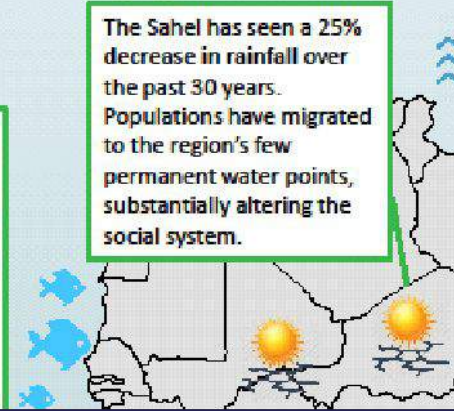 The Sahel has seen a 25%
decrease in rainfall over
the past 30 years.
Populations have migrated
to the region's few
permanent water points,
substantially altering the
social system.